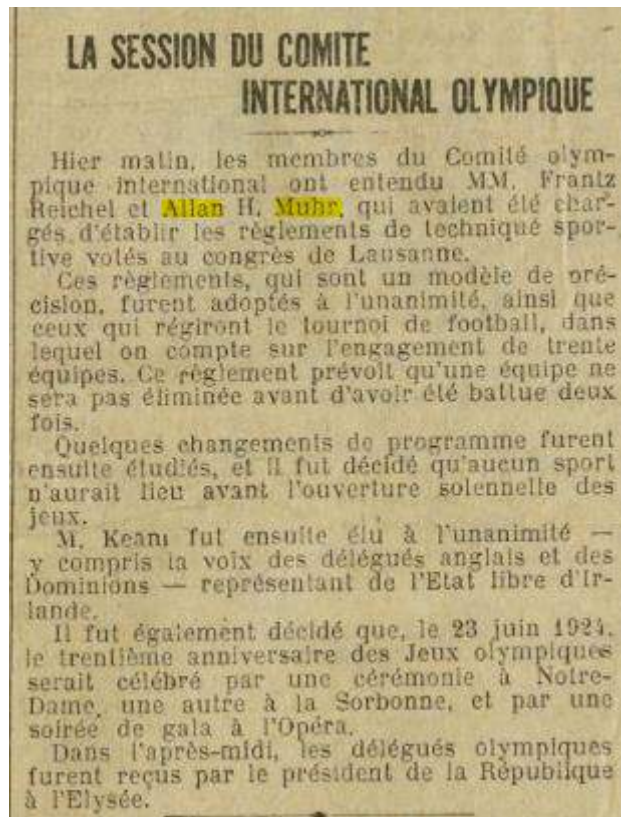 LA SESSION DU COMITE
INTERNATIONAL OLYMPIQUE
Hier matin, les membres du Comité olym-
pique international ont entendu MM. Frantz
Reichel et Allan H. Muhr, qui avaient été char-
gés d'établir les règlements de technique spor-
tive votés au congrès de Lausanne.
Ces règlements, qui sont un modèle de pré-
cision, furent adoptés à l'unanimité, ainsi que
ceux qui régiront le tournoi de football, dans
lequel on compte sur l'engagement de trente
équipes. Ce règlement prévoit qu'une équipe ne
sera pas éliminée avant d'avoir été battue deux
fois.
Quelques changements de programme furent
ensuite étudiés, et il fut décidé qu'aucun sport
n'aurait lieu avant l'ouverture solennelle des
jeux.
M. Keani fut ensuite élu à l'unanimité —
y compris la voix des délégués anglais et des
Dominions — représentant de l'Etat libre d'Ir-
lande.
Il fut également décidé que, le 23 juin 1924,
le trentième anniversaire des Jeux olympiques
serait célébré par une cérémonie à Notre-
Dame, une autre à la Sorbonne, et par une
soirée de gala à l'Opéra.
Dans l'après-midi, les délégués olympiques
furent reçus par le président de la République
à l'Elysée.